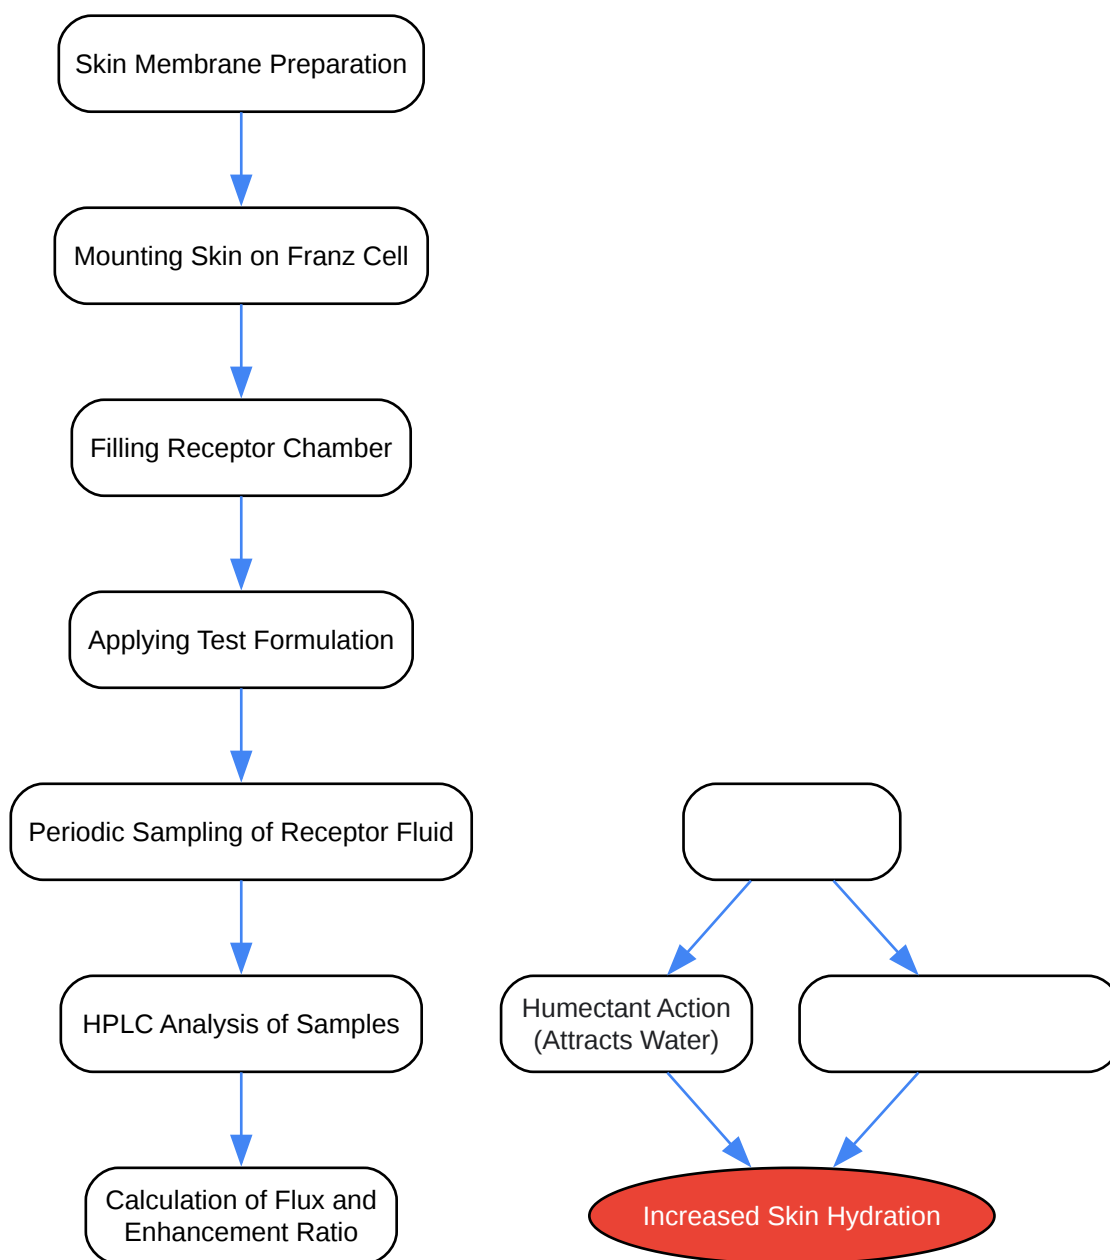 Skin Membrane Preparation
Mounting Skin on Franz Cell
Filling Receptor Chamber
Applying Test Formulation
Periodic Sampling of Receptor Fluid
HPLC Analysis of Samples
Calculation of Flux and
Enhancement Ratio
Humectant Action
(Attracts Water)
Increased Skin Hydration